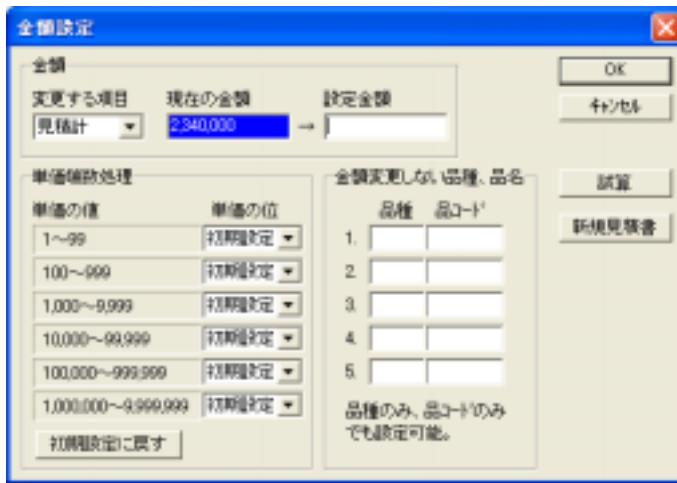 金額設定
金額
変更する項目 現在の金額 設定金額
見積計 2,340,000 →
単価端数処理
単価の値 単価の位
1～99 初期設定
100～999 初期設定
1,000～9,999 初期設定
10,000～99,999 初期設定
100,000～999,999 初期設定
1,000,000～9,999,999 初期設定
初期設定に戻す
金額変更しない品種、品名
品種 品コード
1.
2.
3.
4.
5.
品種のみ、品コードのみ
でも設定可能。
OK
キャンセル
試算
新規見積書